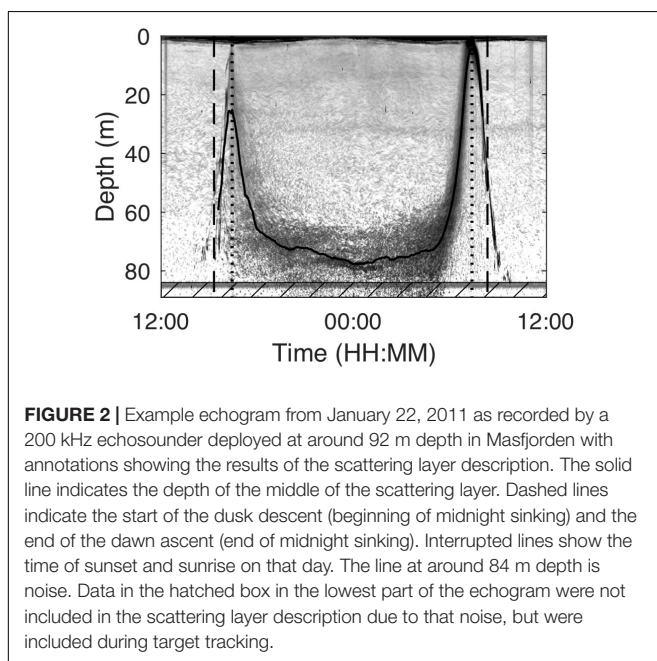 0
20
40
60
80
Depth (m)
12:00
00:00
12:00
Time (HH:MM)
FIGURE 2 | Example echogram from January 22, 2011 as recorded by a
200 kHz echosounder deployed at around 92 m depth in Masfjorden with
annotations showing the results of the scattering layer description. The solid
line indicates the depth of the middle of the scattering layer. Dashed lines
indicate the start of the dusk descent (beginning of midnight sinking) and the
end of the dawn ascent (end of midnight sinking). Interrupted lines show the
time of sunset and sunrise on that day. The line at around 84 m depth is
noise. Data in the hatched box in the lowest part of the echogram were not
included in the scattering layer description due to that noise, but were
included during target tracking.